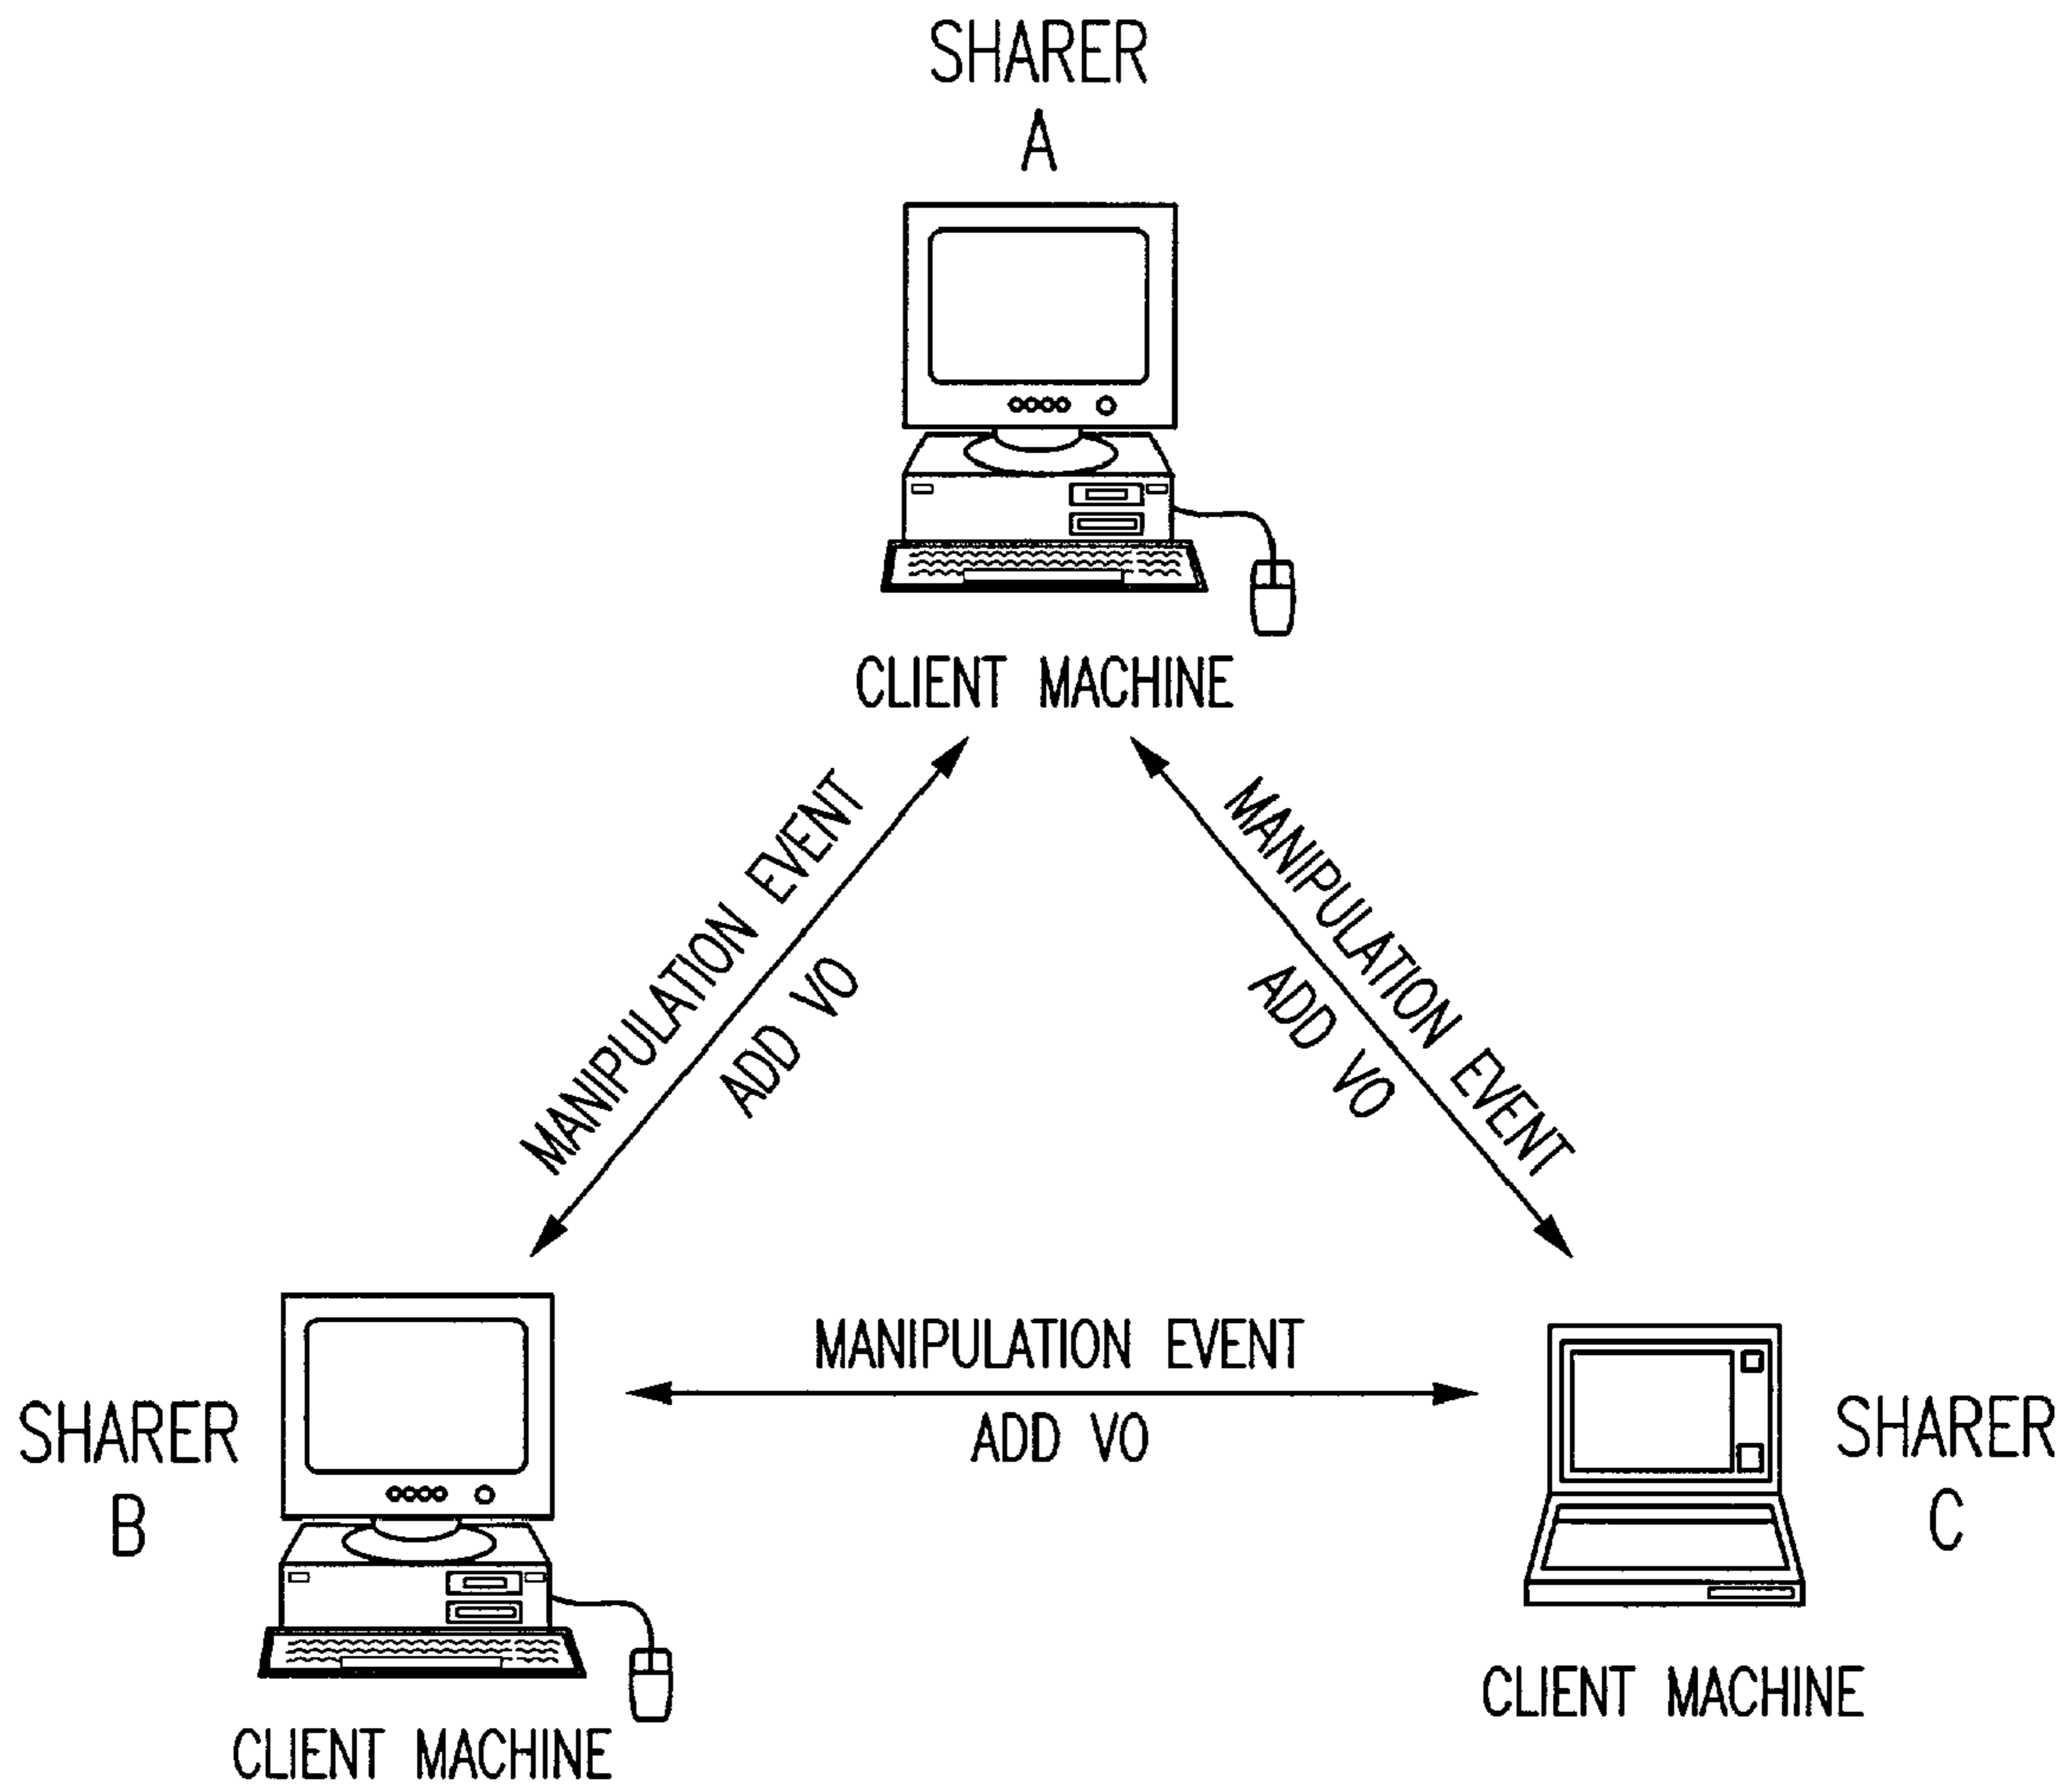 SHARER
A
CLIENT MACHINE
MANIPULATION EVENT
ADD VO
MANIPULATION EVENT
ADD VO
MANIPULATION EVENT
ADD VO
SHARER
B
CLIENT MACHINE
SHARER
C
CLIENT MACHINE